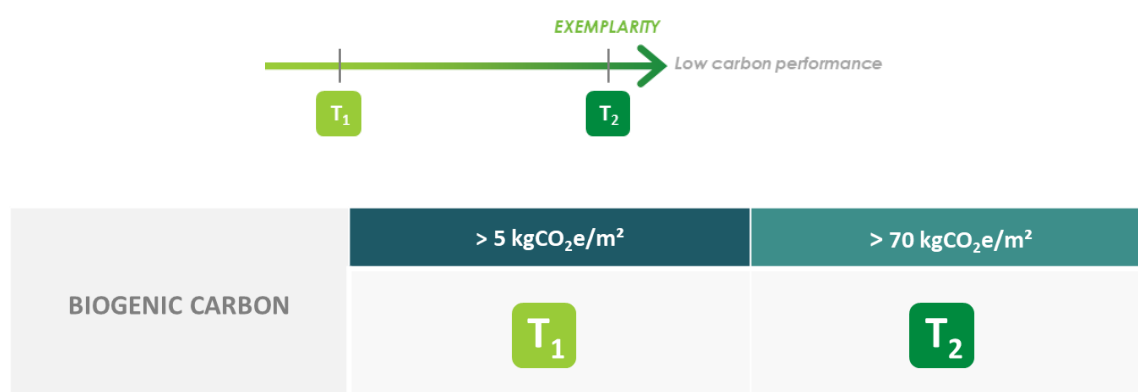 EXEMPLARITY
Low carbon performance
T₁
T₂
> 5 kgCO₂e/m²
> 70 kgCO₂e/m²
BIOGENIC CARBON
T₁
T₂